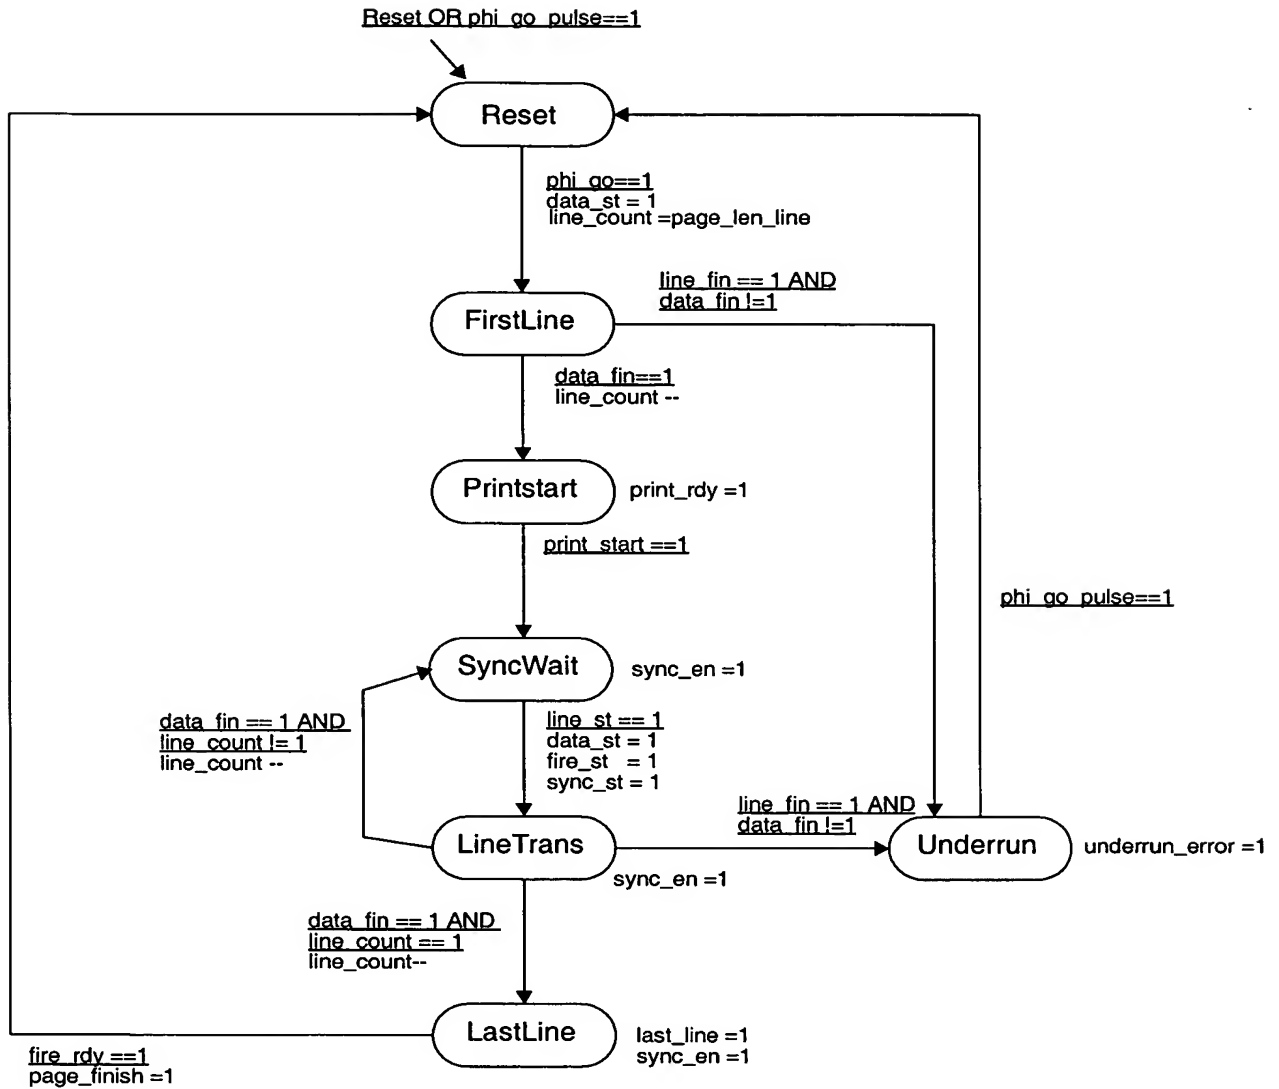 Reset OR phi_go_pulse==1
Reset
phi_go==1
data_st = 1
line_count =page_len_line
line_fin == 1 AND
data_fin !=1
FirstLine
data_fin==1
line_count --
Printstart
print_rdy =1
print_start ==1
phi_go_pulse==1
SyncWait
sync_en =1
data_fin == 1 AND
line_count != 1
line_count --
line_st == 1
data_st = 1
fire_st = 1
sync_st = 1
line_fin == 1 AND
data_fin !=1
LineTrans
sync_en =1
Underrun
underrun_error =1
data_fin == 1 AND
line_count == 1
line_count--
LastLine
last_line =1
sync_en =1
fire_rdy ==1
page_finish =1